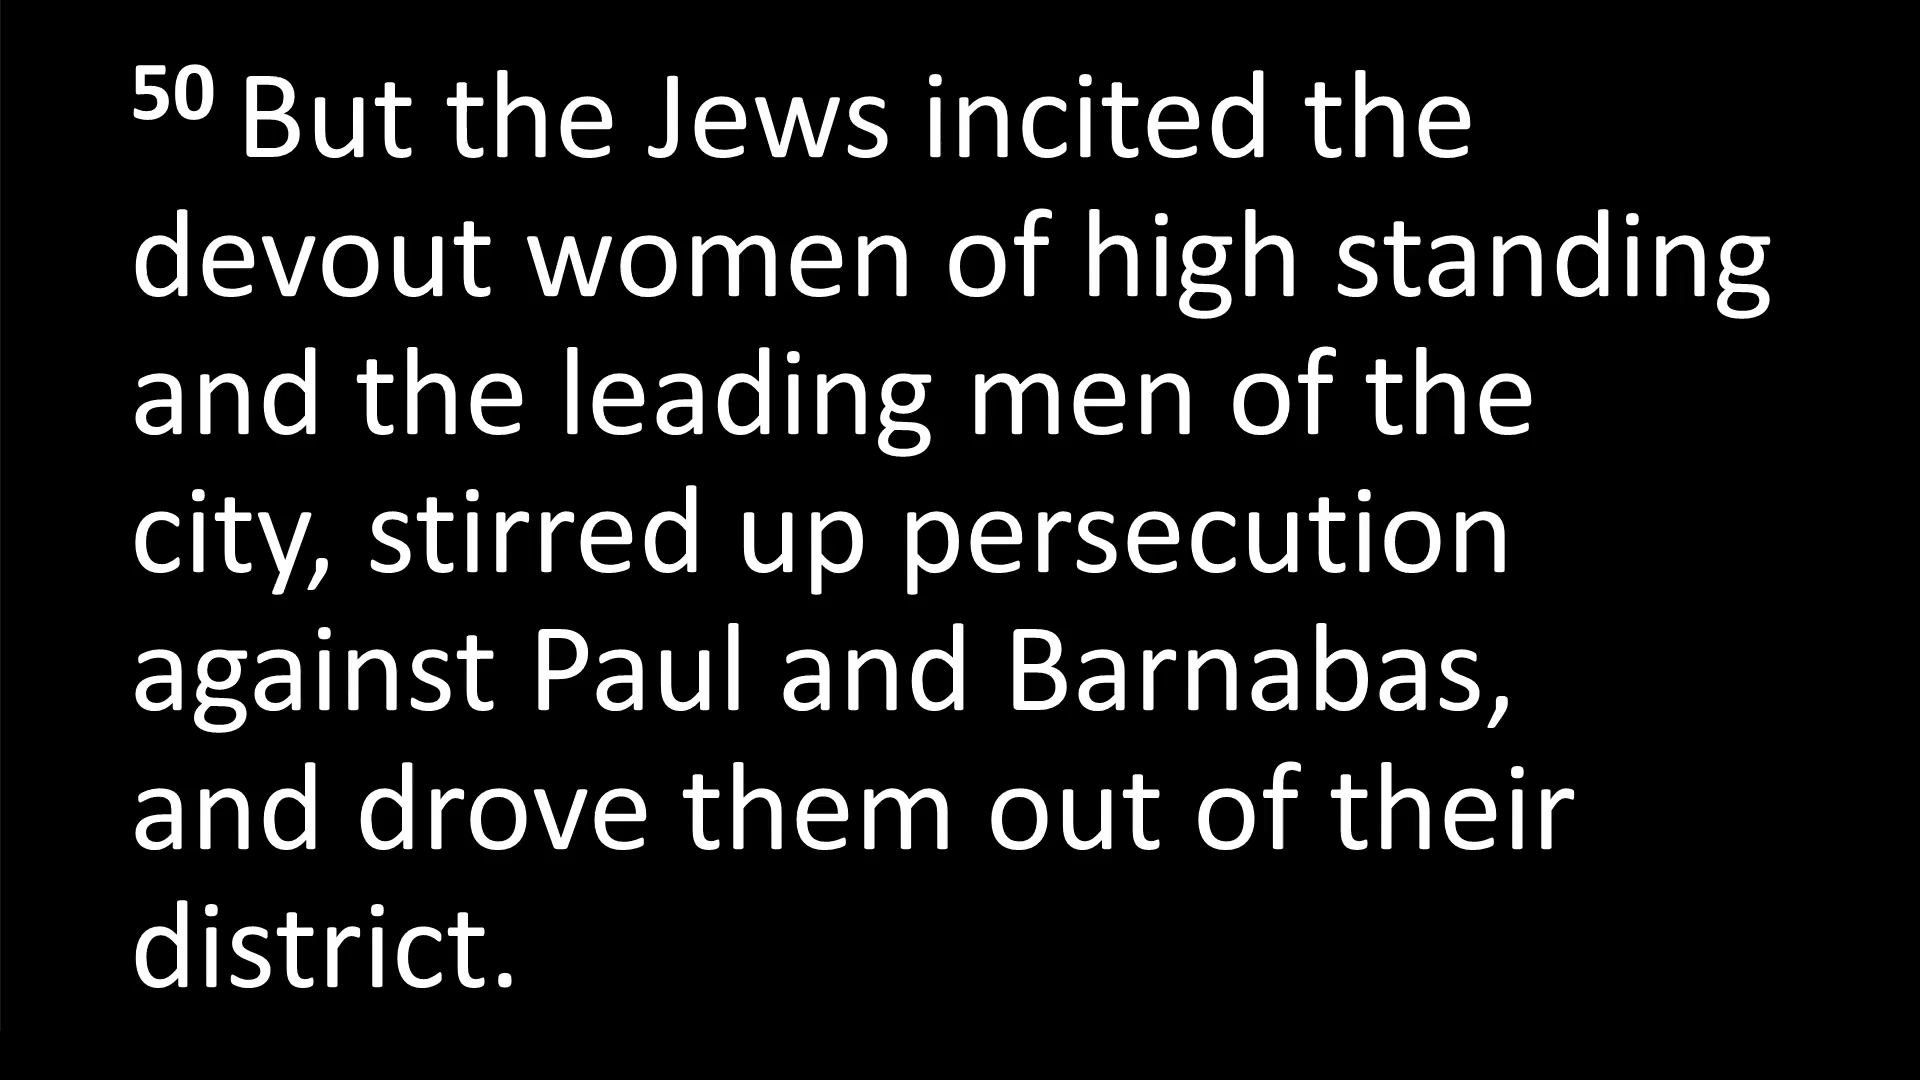 50 But the Jews incited the
devout women of high standing
and the leading men of the
city, stirred up persecution
against Paul and Barnabas,
and drove them out of their
district.